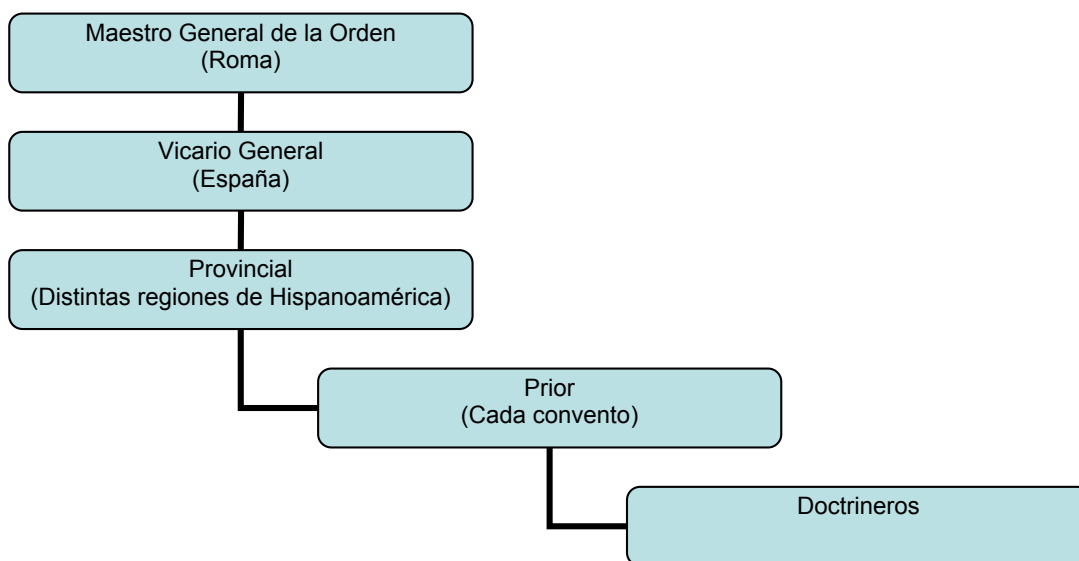 Maestro General de la Orden
(Roma)
Vicario General
(España)
Provincial
(Distintas regiones de Hispanoamérica)
Prior
(Cada convento)
Doctrineros